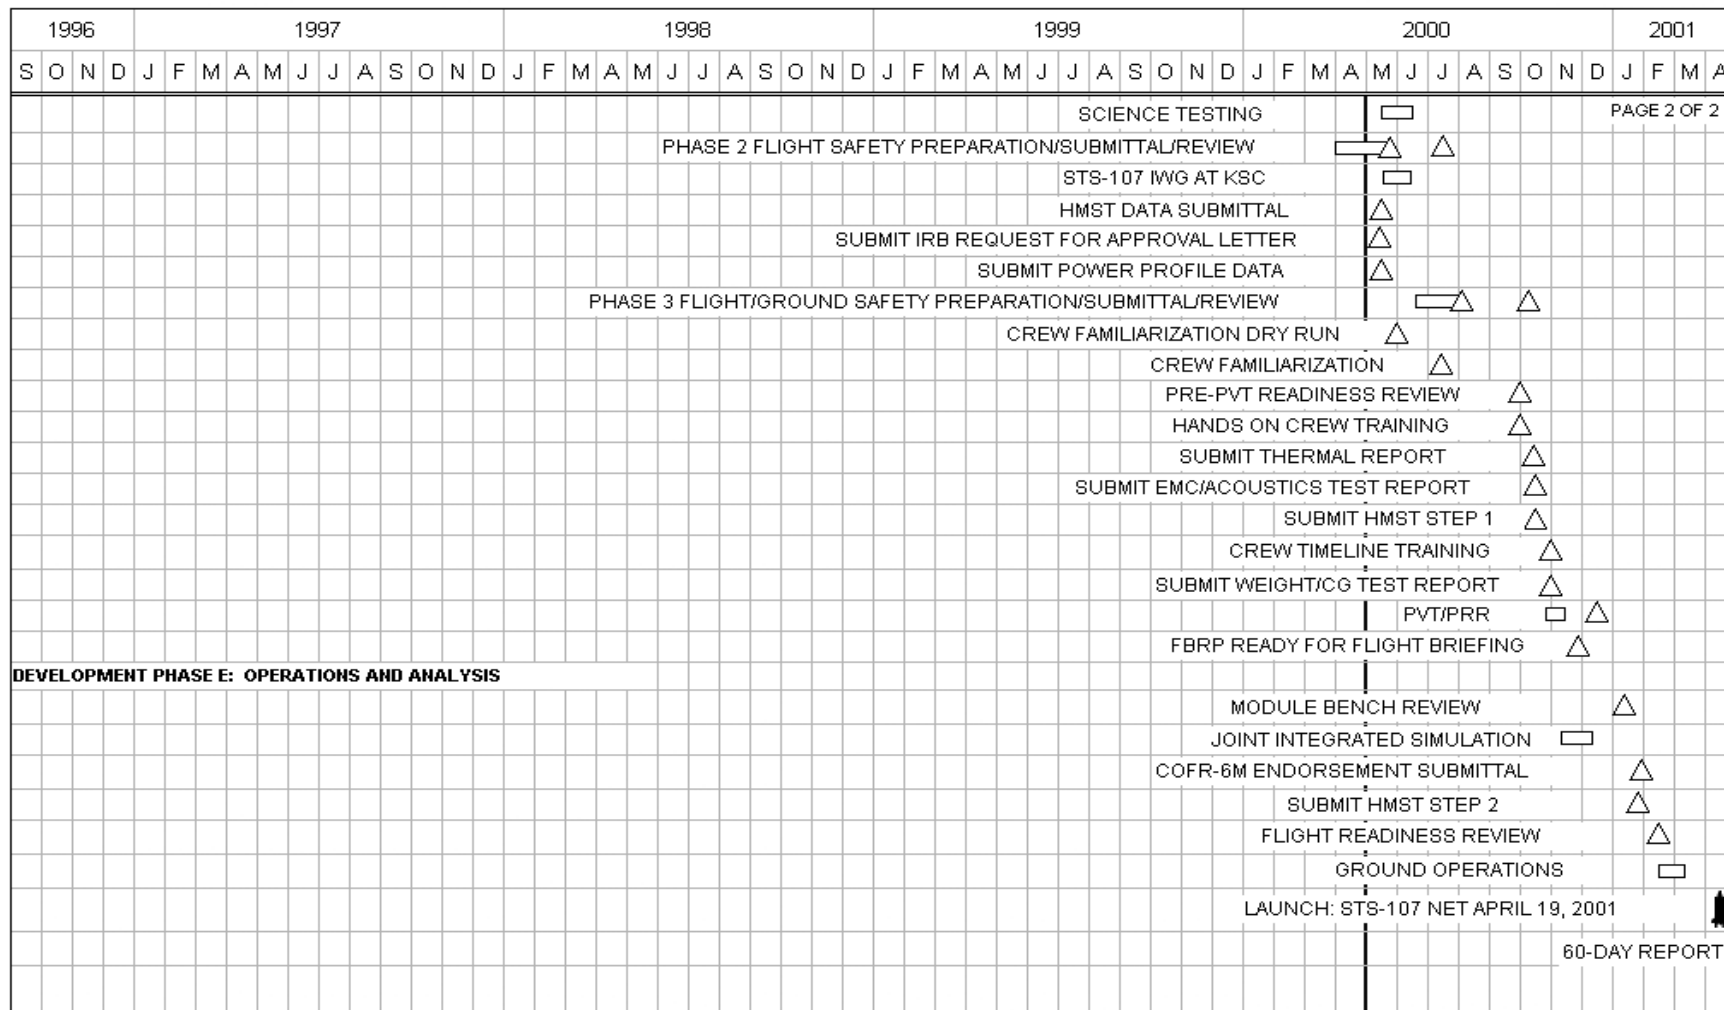 1996 1997 1998 1999 2000 2001
S O N D J F M A M J J A S O N D J F M A M J J A S O N D J F M A M J J A S O N D J F M A M J J A S O N D J F M A
SCIENCE TESTING PAGE 2 OF 2
PHASE 2 FLIGHT SAFETY PREPARATION/SUBMITTAL/REVIEW
STS-107 IWG AT KSC
HMST DATA SUBMITTAL
SUBMIT IRB REQUEST FOR APPROVAL LETTER
SUBMIT POWER PROFILE DATA
PHASE 3 FLIGHT/GROUND SAFETY PREPARATION/SUBMITTAL/REVIEW
CREW FAMILIARIZATION DRY RUN
CREW FAMILIARIZATION
PRE-PVT READINESS REVIEW
HANDS ON CREW TRAINING
SUBMIT THERMAL REPORT
SUBMIT EMC/ACOUSTICS TEST REPORT
SUBMIT HMST STEP 1
CREW TIMELINE TRAINING
SUBMIT WEIGHT/CG TEST REPORT
PVT/PRR
FBRP READY FOR FLIGHT BRIEFING
DEVELOPMENT PHASE E: OPERATIONS AND ANALYSIS
MODULE BENCH REVIEW
JOINT INTEGRATED SIMULATION
COFR-6M ENDORSEMENT SUBMITTAL
SUBMIT HMST STEP 2
FLIGHT READINESS REVIEW
GROUND OPERATIONS
LAUNCH: STS-107 NET APRIL 19, 2001
60-DAY REPORT